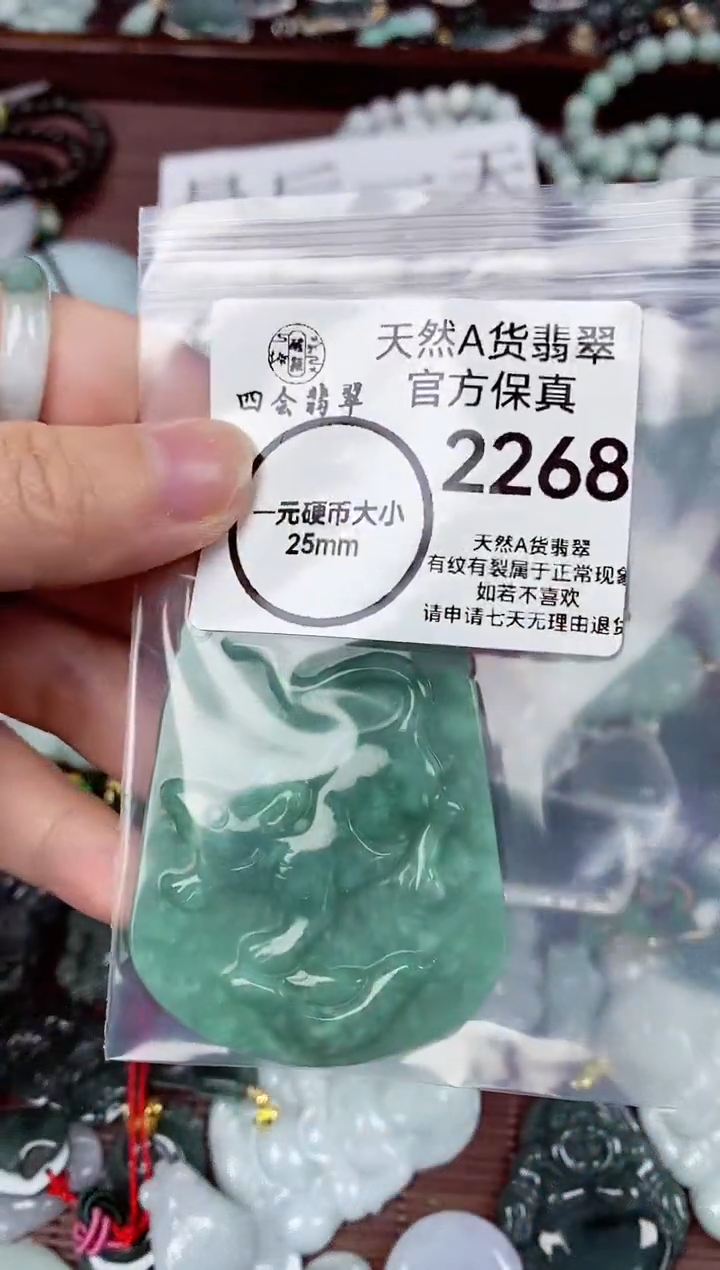 天然A货翡翠
官方保真
四会翡翠
2268
一元硬币大小
25mm
天然A货翡翠
有纹有裂属于正常现象
如若不喜欢
请申请七天无理由退货